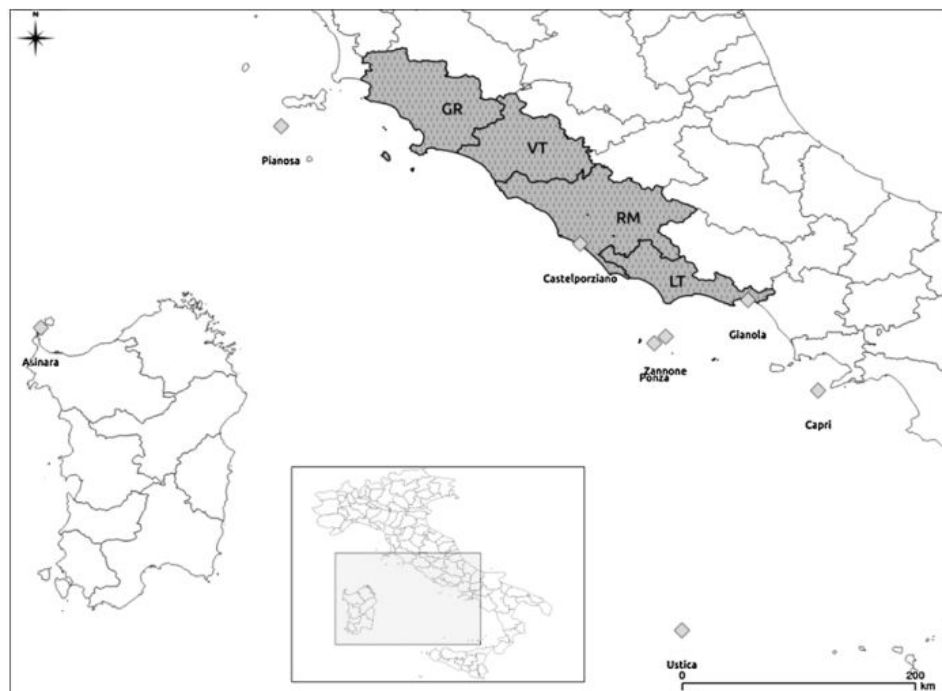 N
GR
Pianosa
VT
RM
Castelporziano
LT
Gianola
Asinara
Zannone
Ponza
Capri
Ustica
0
200
km